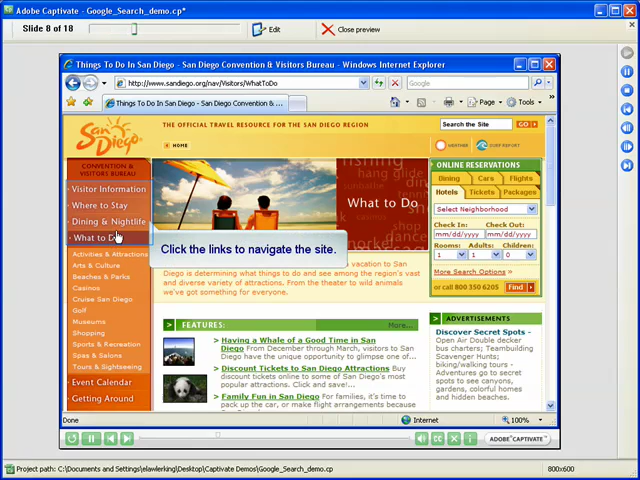 Adobe Captivate - Google_Search_demo.cp*
Slide 8 of 18
Edit
Close preview
Things To Do In San Diego - San Diego Convention & Visitors Bureau - Windows Internet Explorer
http://www.sandiego.org/nav/Visitors/WhatToDo
Google
Things To Do In San Diego - San Diego Convention & ...
Page
Tools
San Diego
THE OFFICIAL TRAVEL RESOURCE FOR THE SAN DIEGO REGION
Search the Site
GO
HOME
WEATHER
SURF REPORT
CONVENTION &
VISITORS BUREAU
Visitor Information
Where to Stay
Dining & Nightlife
What to D
Activities & Attractions
Arts & Culture
Beaches & Parks
Casinos
Cruise San Diego
Golf
Museums
Shopping
Sports & Recreation
Spas & Salons
Tours & Sightseeing
Event Calendar
Getting Around
fishing
hang glide
What to Do
Click the links to navigate the site.
vacation to San
Diego is determining what things to do and see among the region's vast
and diverse variety of attractions. From the theater to wild animals
we've got something for everyone.
FEATURES:
More...
> Having a Whale of a Good Time in San
Diego From December through March, visitors to San
Diego have the unique opportunity to glimpse one of...
> Discount Tickets to San Diego Attractions Buy
discount tickets online to some of San Diego's most
popular attractions. Click and save!...
> Family Fun in San Diego For families, it's time to
pack up the car, or make flight arrangements because
ONLINE RESERVATIONS
Dining Cars Flights
Hotels Tickets Packages
Select Neighborhood
Check In: Check Out:
mm/dd/yyyy mm/dd/yyyy
Rooms: Adults: Children:
1 1 0
More Search Options »
or call 800 350 6205 Find
ADVERTISEMENTS
Discover Secret Spots -
Open Air Double decker
bus charters; Teambuilding
Scavenger Hunts;
biking/walking tours -
Advertures go to secret
spots to see canyons,
gardens, colorful homes
and hidden beaches.
Done
Internet
100%
CC
ADOBE CAPTIVATE
Project path: C:\Documents and Settings\elawlerking\Desktop\Captivate Demos\Google_Search_demo.cp
800x600